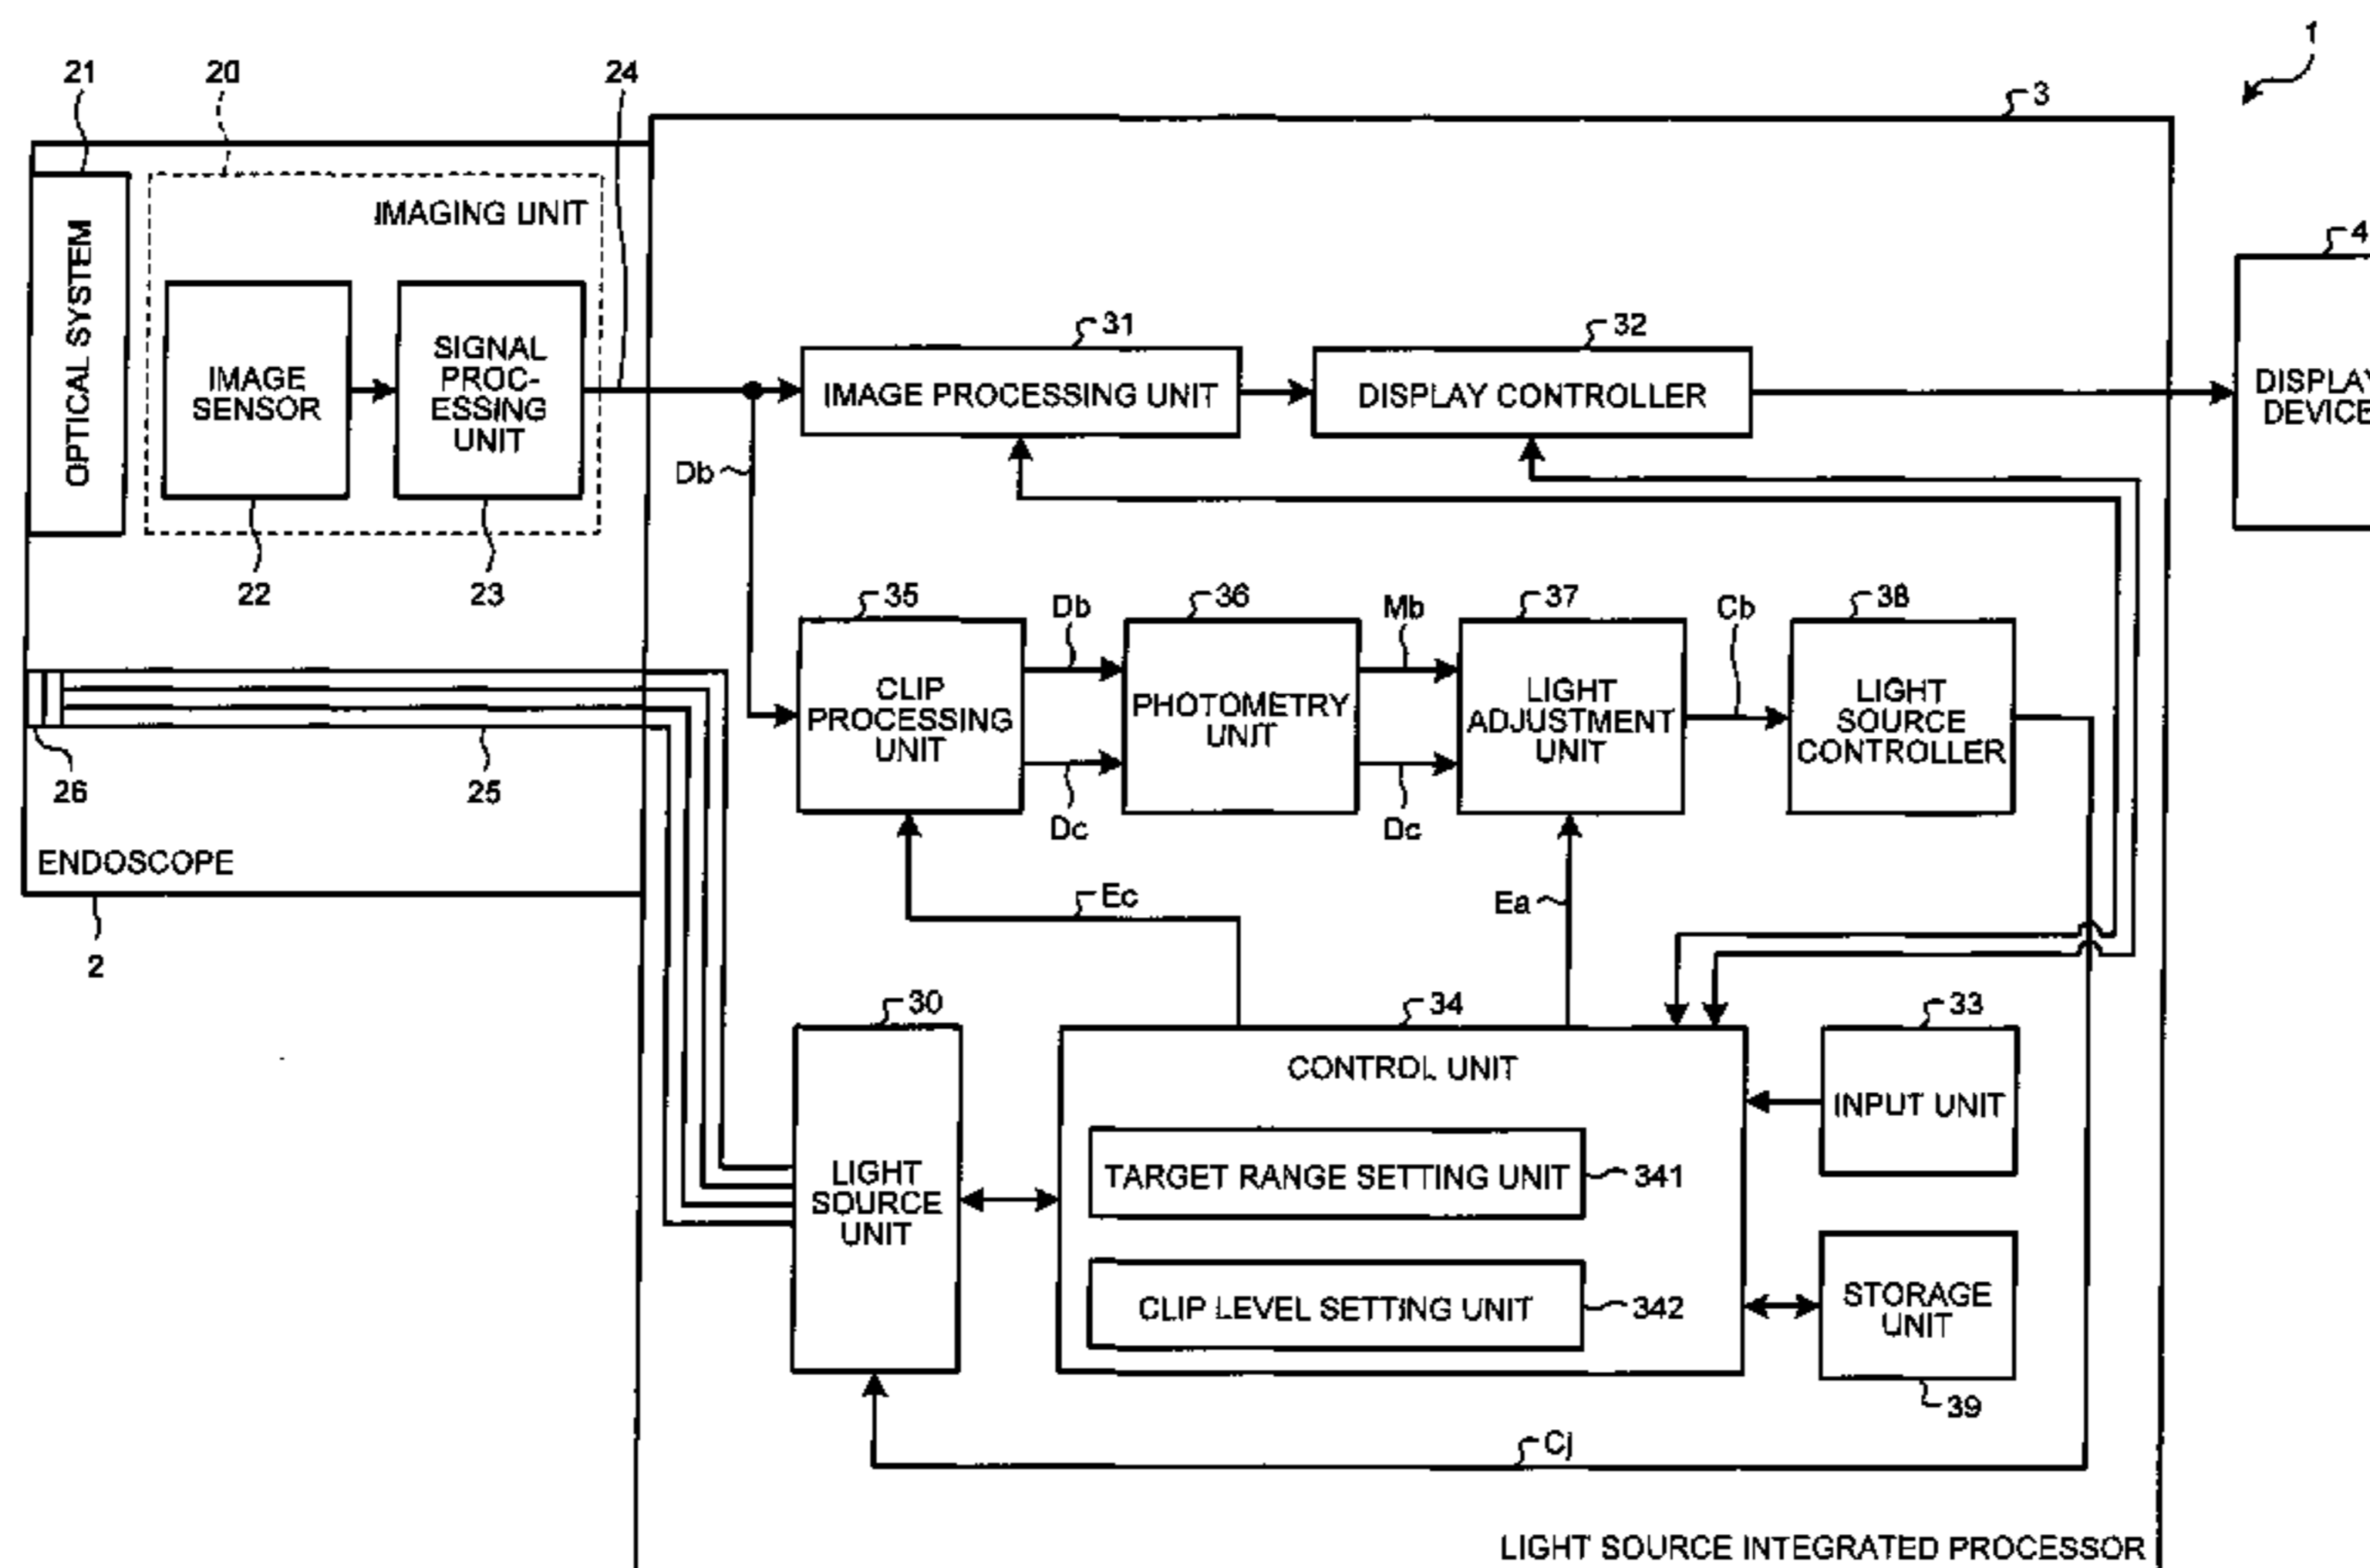 1
21
20
24
3
IMAGING UNIT
OPTICAL SYSTEM
IMAGE
SENSOR
SIGNAL
PROC-
ESSING
UNIT
22
23
4
31
IMAGE PROCESSING UNIT
32
DISPLAY CONTROLLER
DISPLAY
DEVICE
Db
35
CLIP
PROCESSING
UNIT
Db
Dc
36
PHOTOMETRY
UNIT
Mb
Dc
37
LIGHT
ADJUSTMENT
UNIT
Cb
38
LIGHT
SOURCE
CONTROLLER
26
25
ENDOSCOPE
2
Ec
Ea
30
LIGHT
SOURCE
UNIT
34
CONTROL UNIT
TARGET RANGE SETTING UNIT
341
CLIP LEVEL SETTING UNIT
342
33
INPUT UNIT
STORAGE
UNIT
39
Cj
LIGHT SOURCE INTEGRATED PROCESSOR